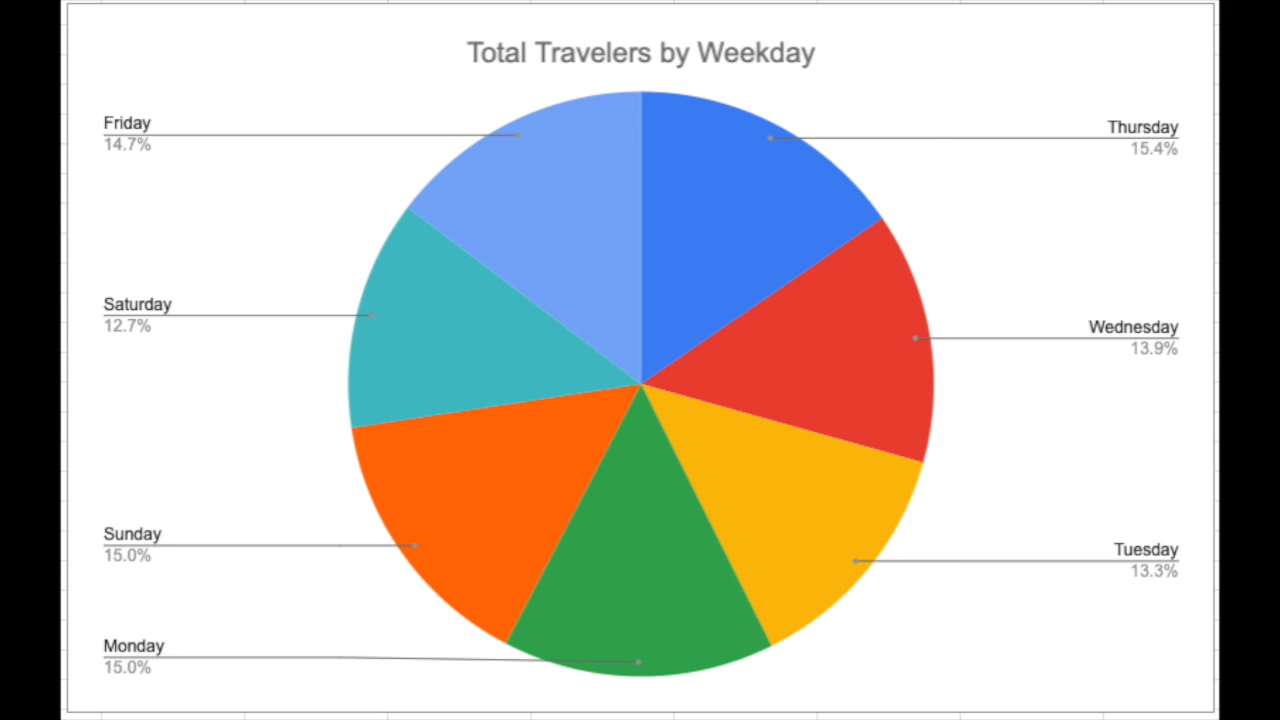 Total Travelers by Weekday
Friday
14.7%
Thursday
15.4%
Saturday
12.7%
Wednesday
13.9%
Sunday
15.0%
Tuesday
13.3%
Monday
15.0%